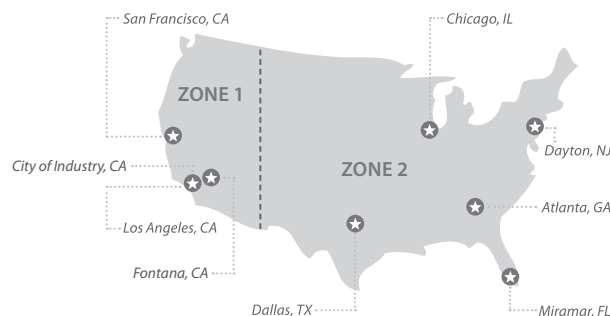 San Francisco, CA
Chicago, IL
ZONE 1
Dayton, NJ
City of Industry, CA
ZONE 2
Atlanta, GA
Los Angeles, CA
Fontana, CA
Dallas, TX
Miramar, FL